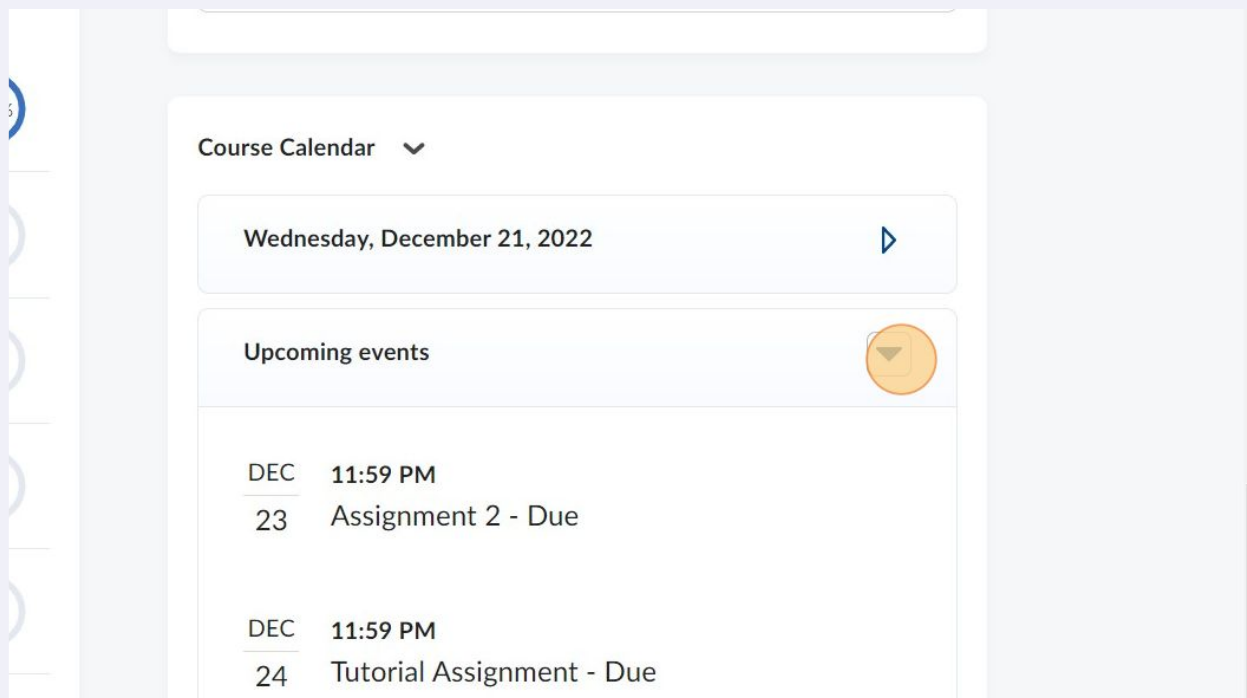 Course Calendar
Wednesday, December 21, 2022
Upcoming events
DEC
23
11:59 PM
Assignment 2 - Due
DEC
24
11:59 PM
Tutorial Assignment - Due